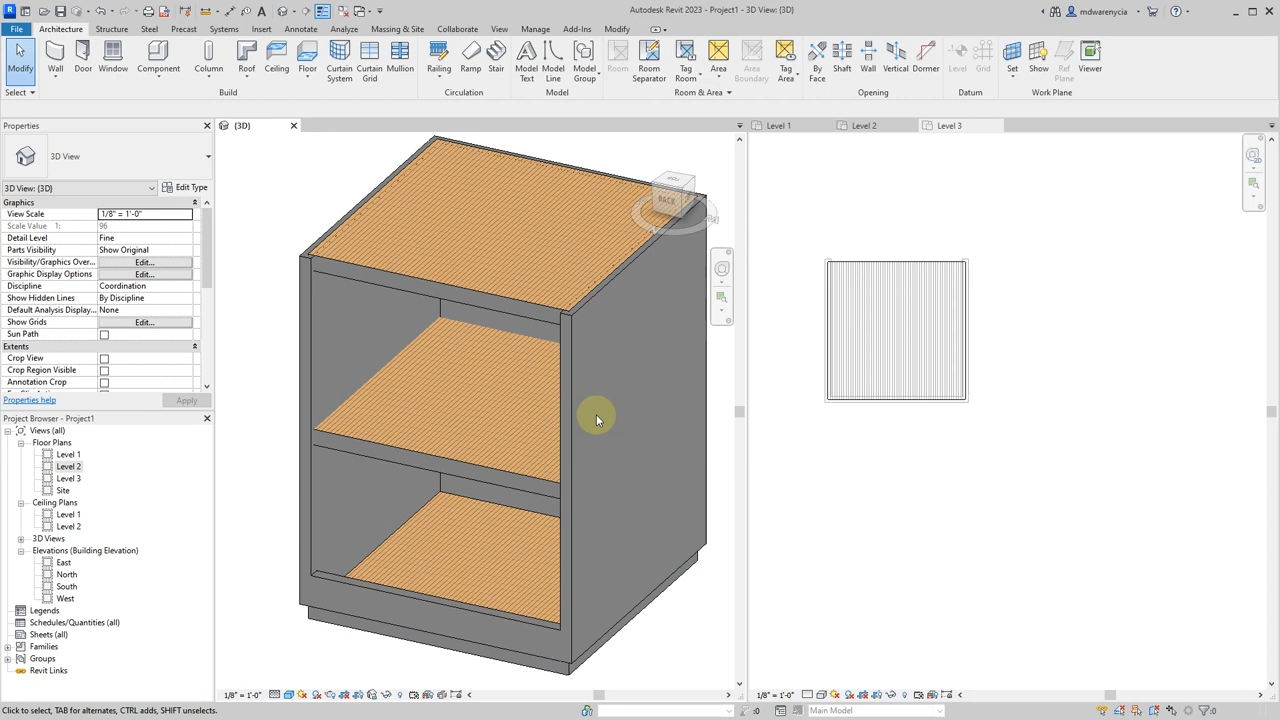 Autodesk Revit 2023 - Project1 - 3D View: {3D}
mdwarenycia
File Architecture Structure Steel Precast Systems Insert Annotate Analyze Massing & Site Collaborate View Manage Add-Ins Modify
Modify Wall Door Window Component Column Roof Ceiling Floor Curtain System Curtain Grid Mullion Railing Ramp Stair Model Text Model Line Model Group Room Room Separator Tag Room Area Area Boundary Tag Area By Face Shaft Wall Vertical Dormer Level Grid Set Show Ref Plane Viewer
Select Build Circulation Model Room & Area Opening Datum Work Plane
Properties
{3D}
Level 1
Level 2
Level 3
3D View
3D View: {3D}
Edit Type
Graphics
View Scale 1/8" = 1'-0"
Scale Value 1: 96
Detail Level Fine
Parts Visibility Show Original
Visibility/Graphics Over... Edit...
Graphic Display Options Edit...
Discipline Coordination
Show Hidden Lines By Discipline
Default Analysis Display... None
Show Grids Edit...
Sun Path
Extents
Crop View
Crop Region Visible
Annotation Crop
Properties help Apply
BACK
Project Browser - Project1
Views (all)
Floor Plans
Level 1
Level 2
Level 3
Site
Ceiling Plans
Level 1
Level 2
3D Views
Elevations (Building Elevation)
East
North
South
West
Legends
Schedules/Quantities (all)
Sheets (all)
Families
Groups
Revit Links
1/8" = 1'-0"
1/8" = 1'-0"
Click to select, TAB for alternates, CTRL adds, SHIFT unselects.
:0
Main Model
:0